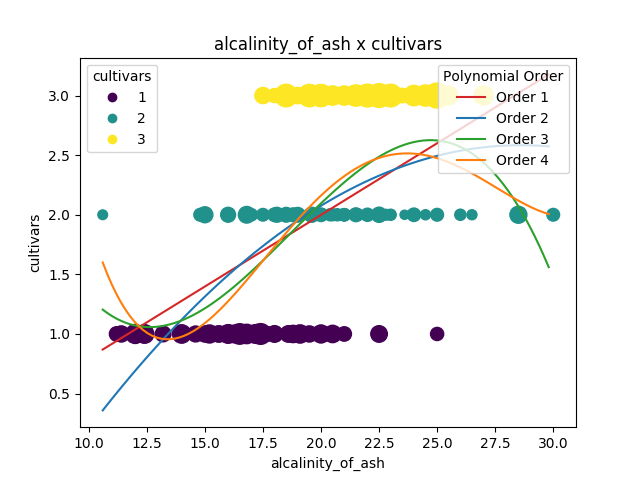 alcalinity_of_ash x cultivars
cultivars
1
2
3
Polynomial Order
Order 1
Order 2
Order 3
Order 4
3.0
2.5
2.0
1.5
1.0
0.5
cultivars
10.0 12.5 15.0 17.5 20.0 22.5 25.0 27.5 30.0
alcalinity_of_ash